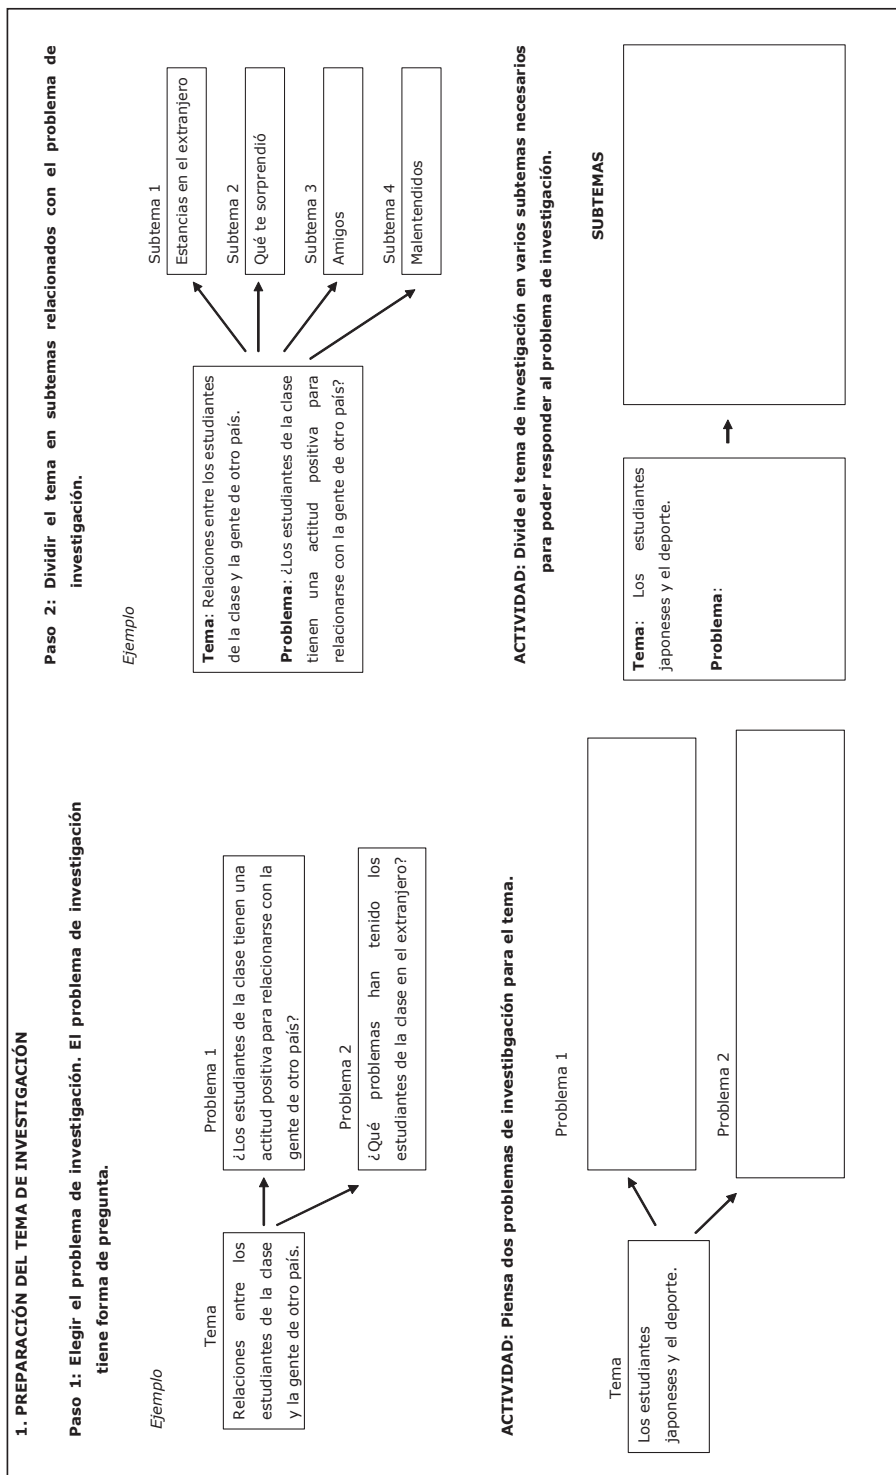 1. PREPARACIÓN DEL TEMA DE INVESTIGACIÓN
Paso 1: Elegir el problema de investigación. El problema de investigación
tiene forma de pregunta.
Ejemplo
Tema
Relaciones entre los
estudiantes de la clase
y la gente de otro país.
Problema 1
¿Los estudiantes de la clase tienen una
actitud positiva para relacionarse con la
gente de otro país?
Problema 2
¿Qué problemas han tenido los
estudiantes de la clase en el extranjero?
ACTIVIDAD: Piensa dos problemas de investibgación para el tema.
Tema
Los estudiantes
japoneses y el deporte.
Problema 1
Problema 2
Paso 2: Dividir el tema en subtemas relacionados con el problema de
investigación.
Ejemplo
Tema: Relaciones entre los estudiantes
de la clase y la gente de otro país.
Problema: ¿Los estudiantes de la clase
tienen una actitud positiva para
relacionarse con la gente de otro país?
Subtema 1
Estancias en el extranjero
Subtema 2
Qué te sorprendió
Subtema 3
Amigos
Subtema 4
Malentendidos
ACTIVIDAD: Divide el tema de investigación en varios subtemas necesarios
para poder responder al problema de investigación.
Tema: Los estudiantes
japoneses y el deporte.
Problema:
SUBTEMAS